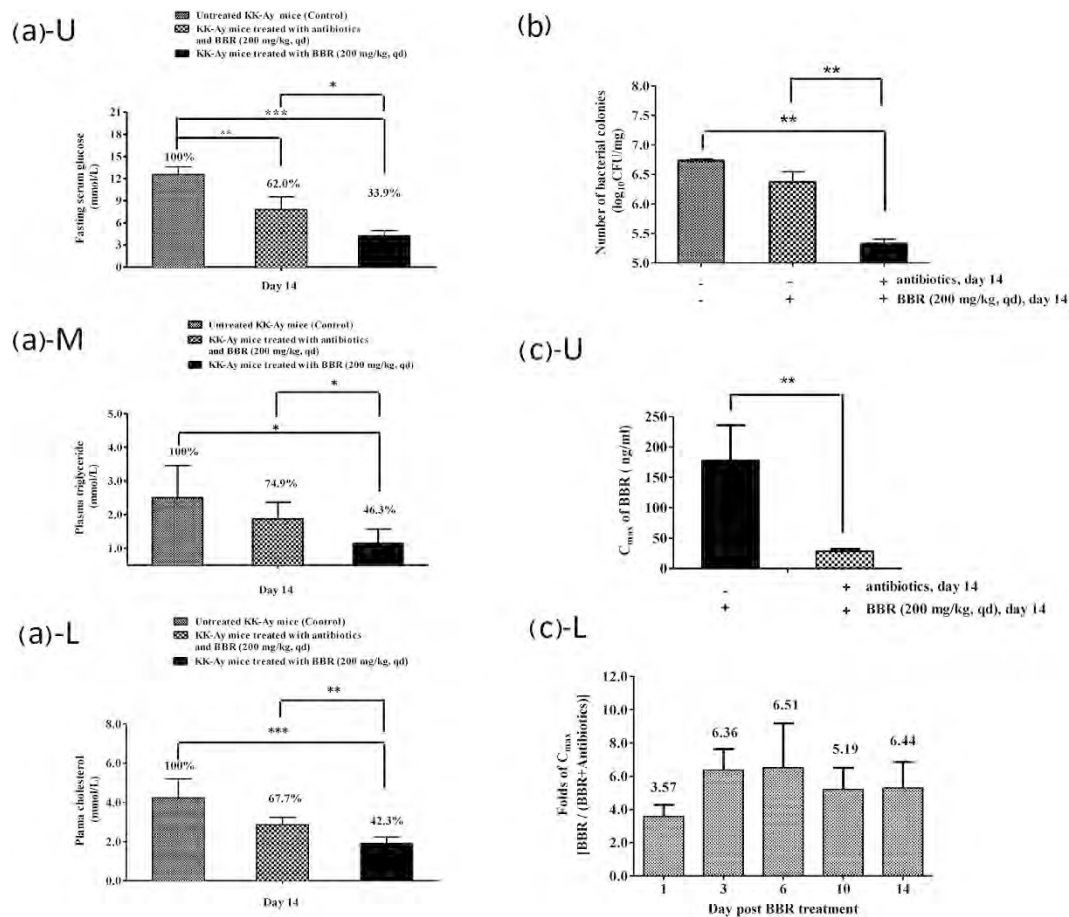 (a)-U
Untreated KK-Ay mice (Control)
KK-Ay mice treated with antibiotics
and BBR (200 mg/kg, qd)
KK-Ay mice treated with BBR (200 mg/kg, qd)
*
***
**
100%
62.0%
33.9%
21
18
15
12
9
6
3
0
Fasting serum glucose
(mmol/L)
Day 14
(b)
**
**
8.0
7.5
7.0
6.5
6.0
5.5
5.0
Number of bacterial colonies
(log10CFU/mg)
- - + antibiotics, day 14
- + + BBR (200 mg/kg, qd), day 14
(a)-M
Untreated KK-Ay mice (Control)
KK-Ay mice treated with antibiotics
and BBR (200 mg/kg, qd)
KK-Ay mice treated with BBR (200 mg/kg, qd)
*
*
100%
74.9%
46.3%
5.0
4.0
3.0
2.0
1.0
Plasma triglyceride
(mmol/L)
Day 14
(c)-U
**
250
200
150
100
50
0
Cmax of BBR ( ng/ml)
- + antibiotics, day 14
+ + BBR (200 mg/kg, qd), day 14
(a)-L
Untreated KK-Ay mice (Control)
KK-Ay mice treated with antibiotics
and BBR (200 mg/kg, qd)
KK-Ay mice treated with BBR (200 mg/kg, qd)
**
***
100%
67.7%
42.3%
8.0
6.0
4.0
2.0
0.0
Plama cholesterol
(mmol/L)
Day 14
(c)-L
12.0
10.0
8.0
6.0
4.0
2.0
0.0
Folds of Cmax
[BBR / (BBR+Antibiotics)]
3.57
6.36
6.51
5.19
6.44
1 3 6 10 14
Day post BBR treatment